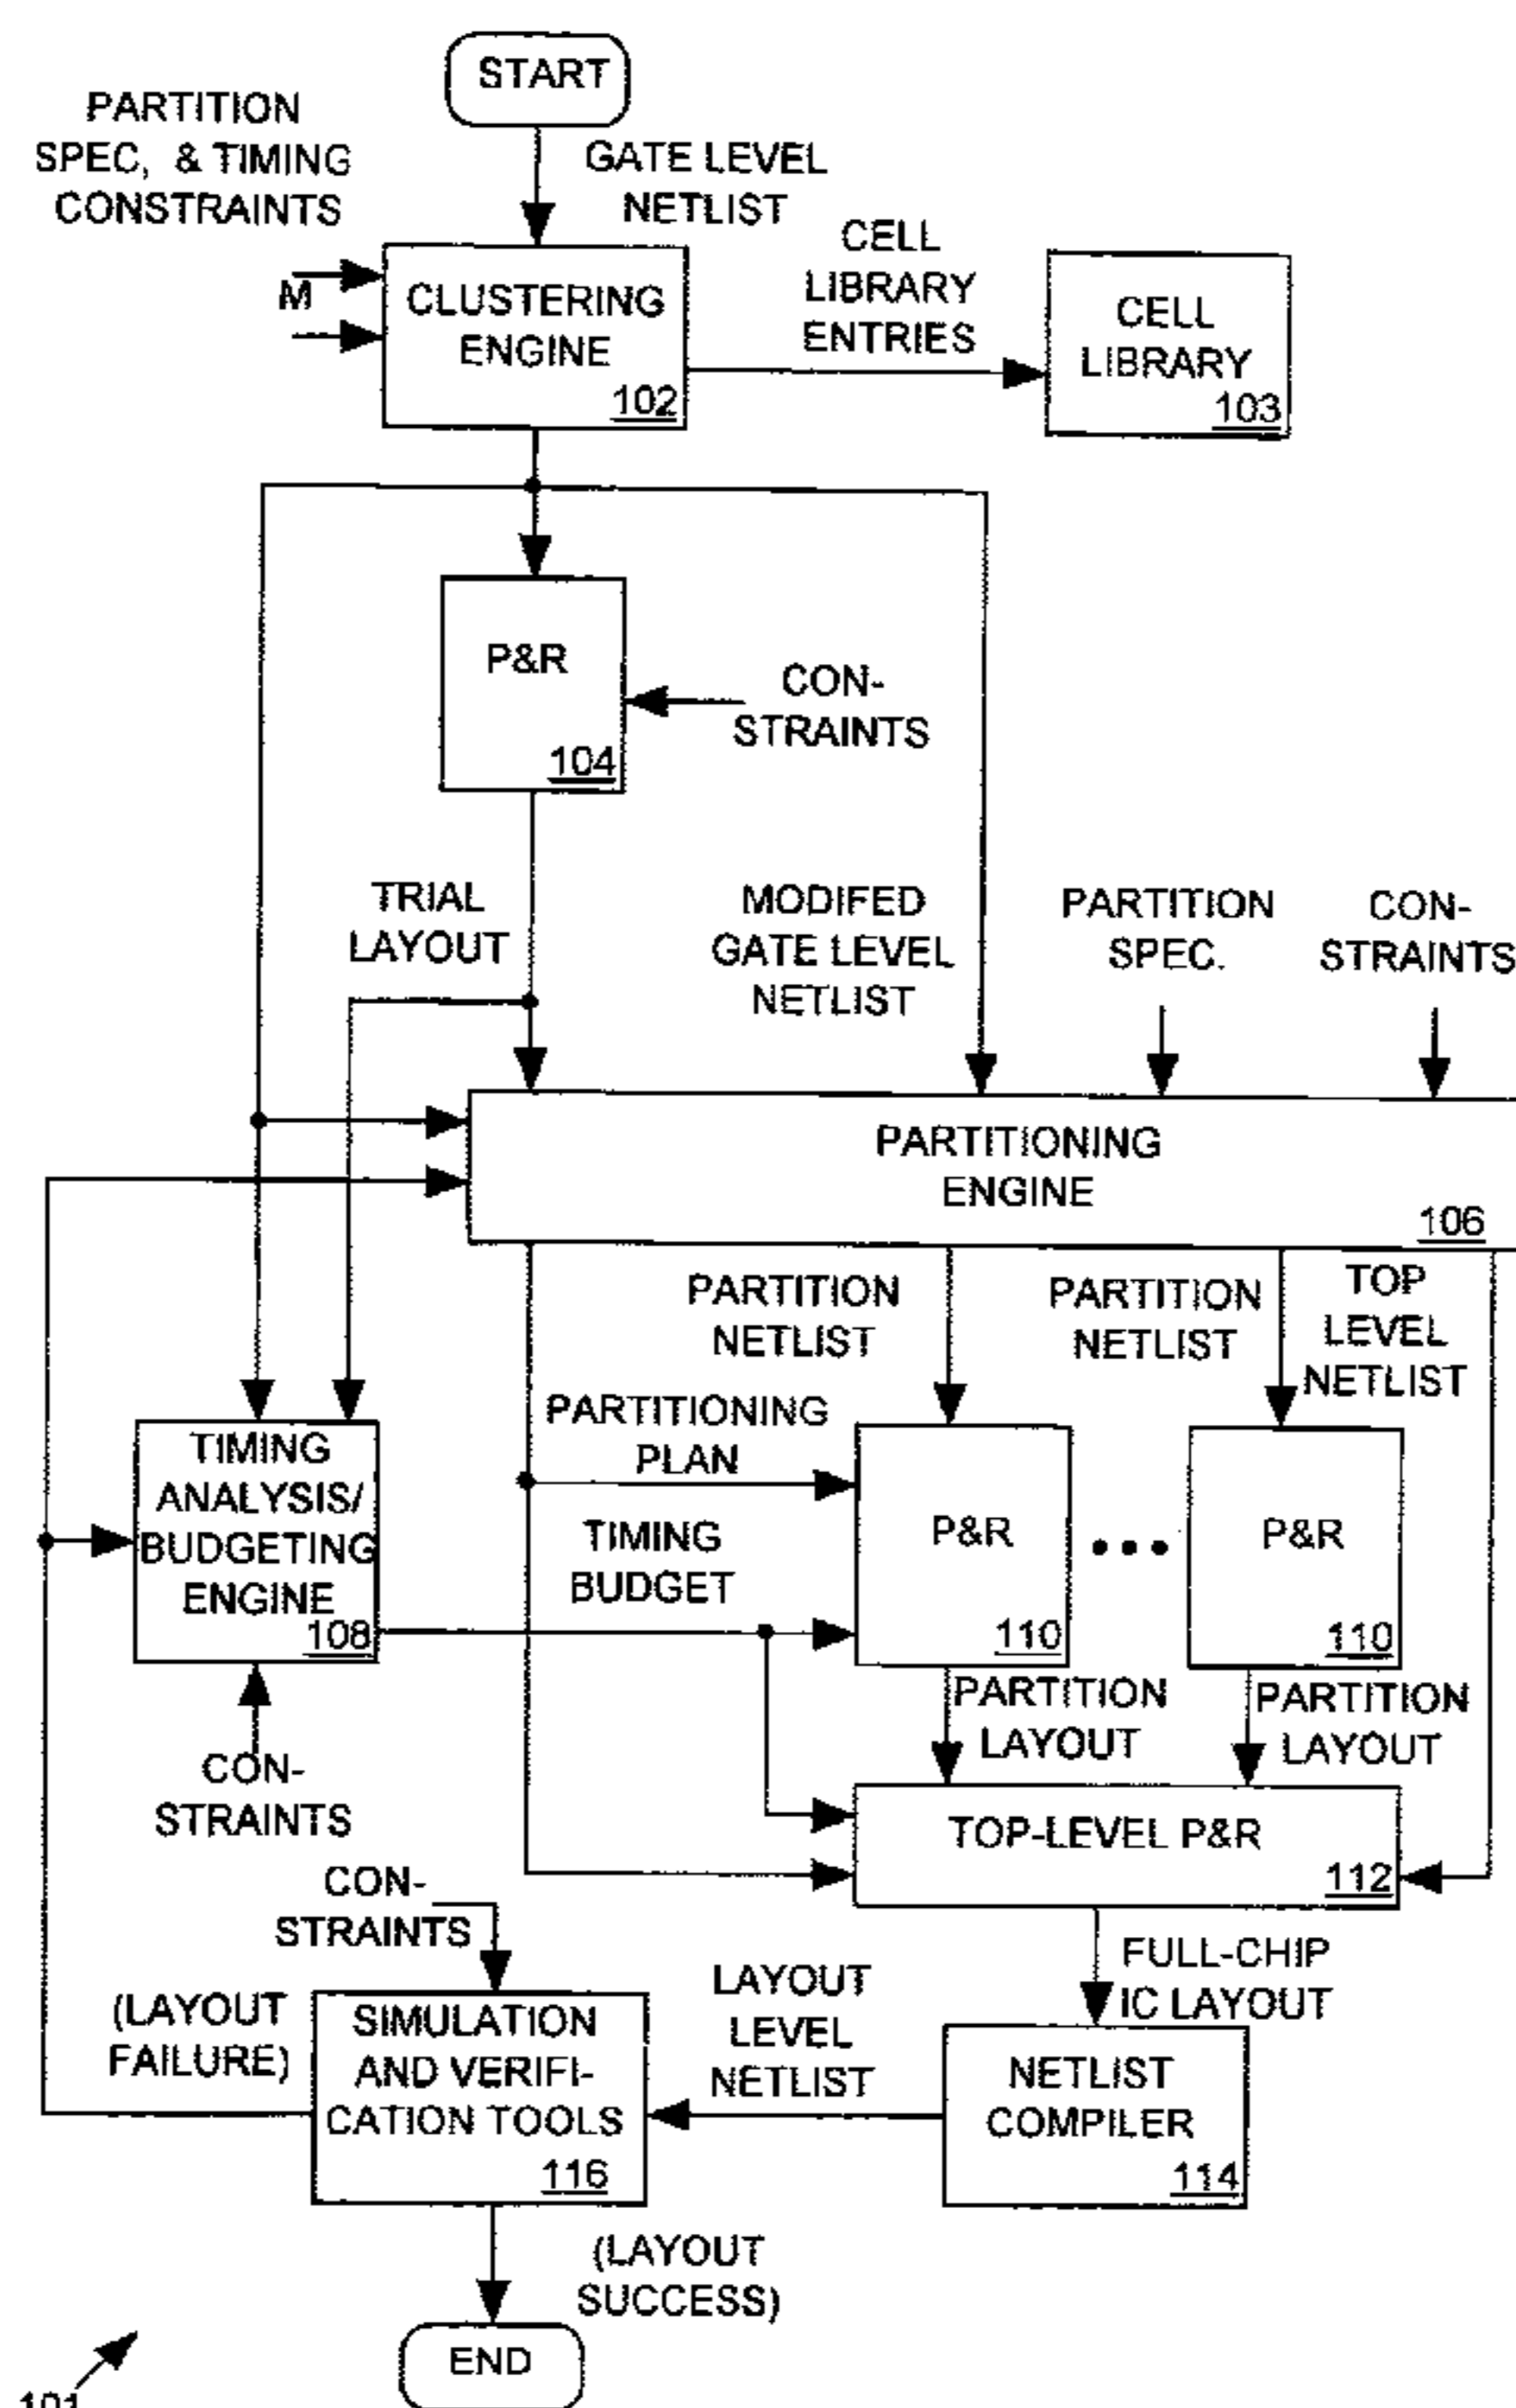 START
PARTITION
SPEC, & TIMING
CONSTRAINTS
GATE LEVEL
NETLIST
M
CLUSTERING
ENGINE
102
CELL
LIBRARY
ENTRIES
CELL
LIBRARY
103
P&R
104
CON-
STRAINTS
TRIAL
LAYOUT
MODIFED
GATE LEVEL
NETLIST
PARTITION
SPEC.
CON-
STRAINTS
PARTITIONING
ENGINE
106
PARTITION
NETLIST
PARTITION
NETLIST
TOP
LEVEL
NETLIST
TIMING
ANALYSIS/
BUDGETING
ENGINE
108
PARTITIONING
PLAN
TIMING
BUDGET
P&R
110
P&R
110
CON-
STRAINTS
PARTITION
LAYOUT
PARTITION
LAYOUT
TOP-LEVEL P&R
112
CON-
STRAINTS
FULL-CHIP
IC LAYOUT
(LAYOUT
FAILURE)
SIMULATION
AND VERIFI-
CATION TOOLS
116
LAYOUT
LEVEL
NETLIST
NETLIST
COMPILER
114
(LAYOUT
SUCCESS)
END
101